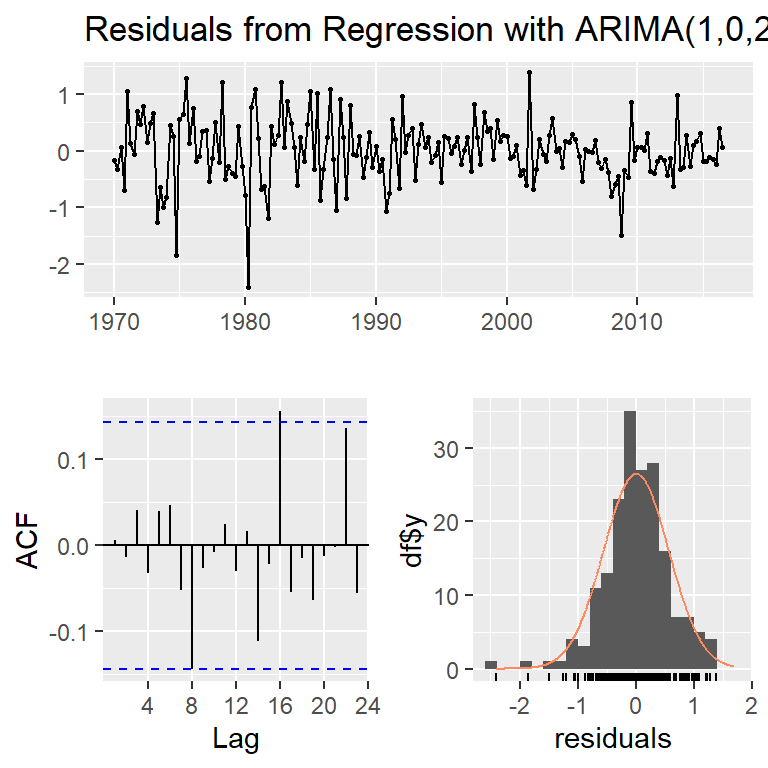 Residuals from Regression with ARIMA(1,0,2
1
0
-1
-2
1970 1980 1990 2000 2010
ACF
0.1
0.0
-0.1
4 8 12 16 20 24
Lag
df$y
30
20
10
0
-2 -1 0 1 2
residuals